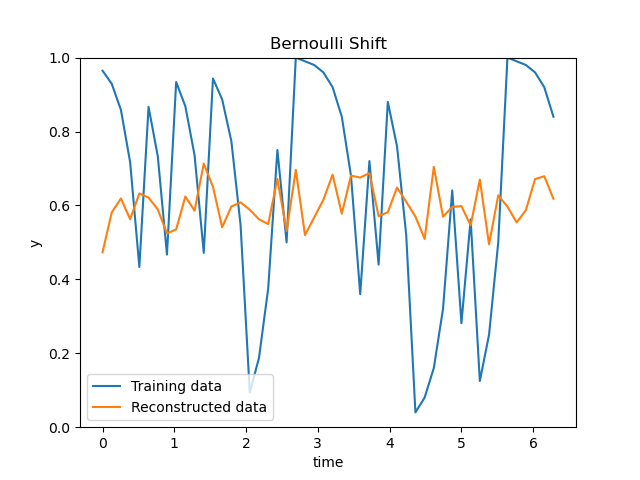 Bernoulli Shift
1.0
0.8
0.6
0.4
0.2
0.0
y
Training data
Reconstructed data
0 1 2 3 4 5 6
time